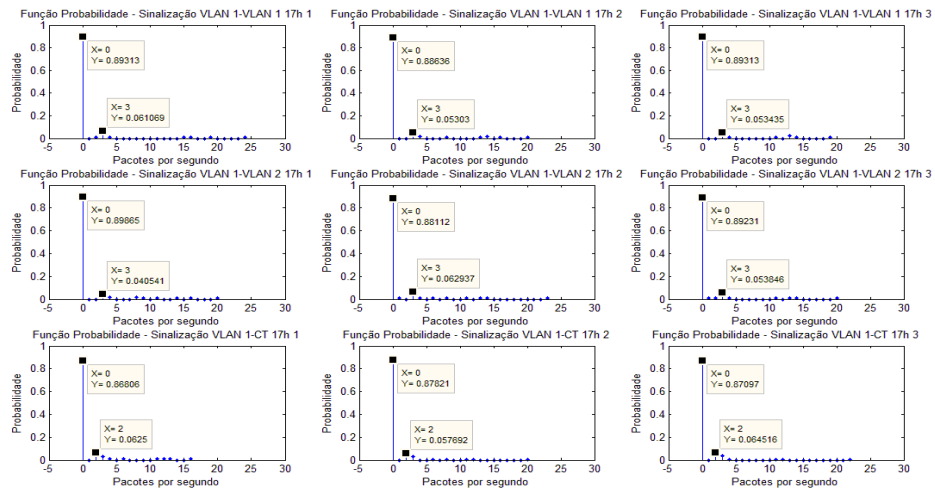 Função Probabilidade - Sinalização VLAN 1-VLAN 1 17h 1
1
0.8
0.6
0.4
0.2
0
Probabilidade
X= 0
Y= 0.89313
X= 3
Y= 0.061069
-5 0 5 10 15 20 25 30
Pacotes por segundo
Função Probabilidade - Sinalização VLAN 1-VLAN 1 17h 2
1
0.8
0.6
0.4
0.2
0
Probabilidade
X= 0
Y= 0.88636
X= 3
Y= 0.05303
-5 0 5 10 15 20 25 30
Pacotes por segundo
Função Probabilidade - Sinalização VLAN 1-VLAN 1 17h 3
1
0.8
0.6
0.4
0.2
0
Probabilidade
X= 0
Y= 0.89313
X= 3
Y= 0.053435
-5 0 5 10 15 20 25 30
Pacotes por segundo
Função Probabilidade - Sinalização VLAN 1-VLAN 2 17h 1
1
0.8
0.6
0.4
0.2
0
Probabilidade
X= 0
Y= 0.89865
X= 3
Y= 0.040541
-5 0 5 10 15 20 25 30
Pacotes por segundo
Função Probabilidade - Sinalização VLAN 1-VLAN 2 17h 2
1
0.8
0.6
0.4
0.2
0
Probabilidade
X= 0
Y= 0.88112
X= 3
Y= 0.062937
-5 0 5 10 15 20 25 30
Pacotes por segundo
Função Probabilidade - Sinalização VLAN 1-VLAN 2 17h 3
1
0.8
0.6
0.4
0.2
0
Probabilidade
X= 0
Y= 0.89231
X= 3
Y= 0.053846
-5 0 5 10 15 20 25 30
Pacotes por segundo
Função Probabilidade - Sinalização VLAN 1-CT 17h 1
1
0.8
0.6
0.4
0.2
0
Probabilidade
X= 0
Y= 0.86806
X= 2
Y= 0.0625
-5 0 5 10 15 20 25 30
Pacotes por segundo
Função Probabilidade - Sinalização VLAN 1-CT 17h 2
1
0.8
0.6
0.4
0.2
0
Probabilidade
X= 0
Y= 0.87821
X= 2
Y= 0.057692
-5 0 5 10 15 20 25 30
Pacotes por segundo
Função Probabilidade - Sinalização VLAN 1-CT 17h 3
1
0.8
0.6
0.4
0.2
0
Probabilidade
X= 0
Y= 0.87097
X= 2
Y= 0.064516
-5 0 5 10 15 20 25 30
Pacotes por segundo